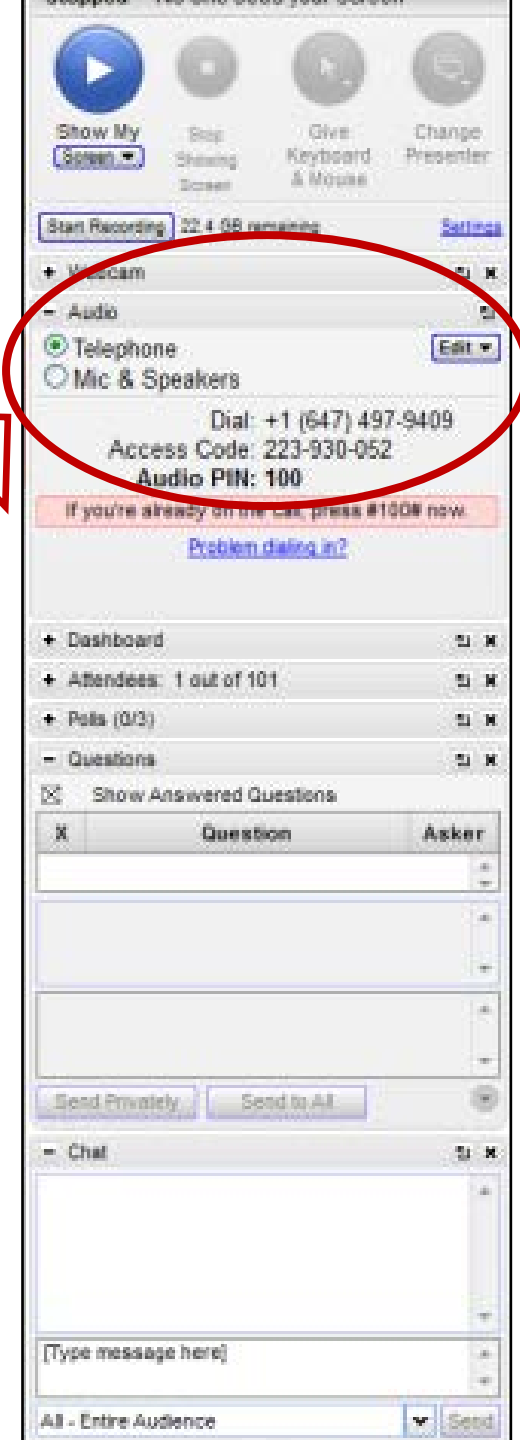 Show My
Screen
Stop
Showing
Screen
Give
Keyboard
& Mouse
Change
Presenter
Start Recording 22.4 GB remaining Settings
+ Webcam
- Audio
Telephone Edit
Mic & Speakers
Dial: +1 (647) 497-9409
Access Code: 223-930-052
Audio PIN: 100
If you're already on the call, press #100# now.
Problem dialing in?
+ Dashboard
+ Attendees: 1 out of 101
+ Polls (0/3)
- Questions
Show Answered Questions
X Question Asker
Send Privately Send to All
- Chat
[Type message here]
All - Entire Audience Send